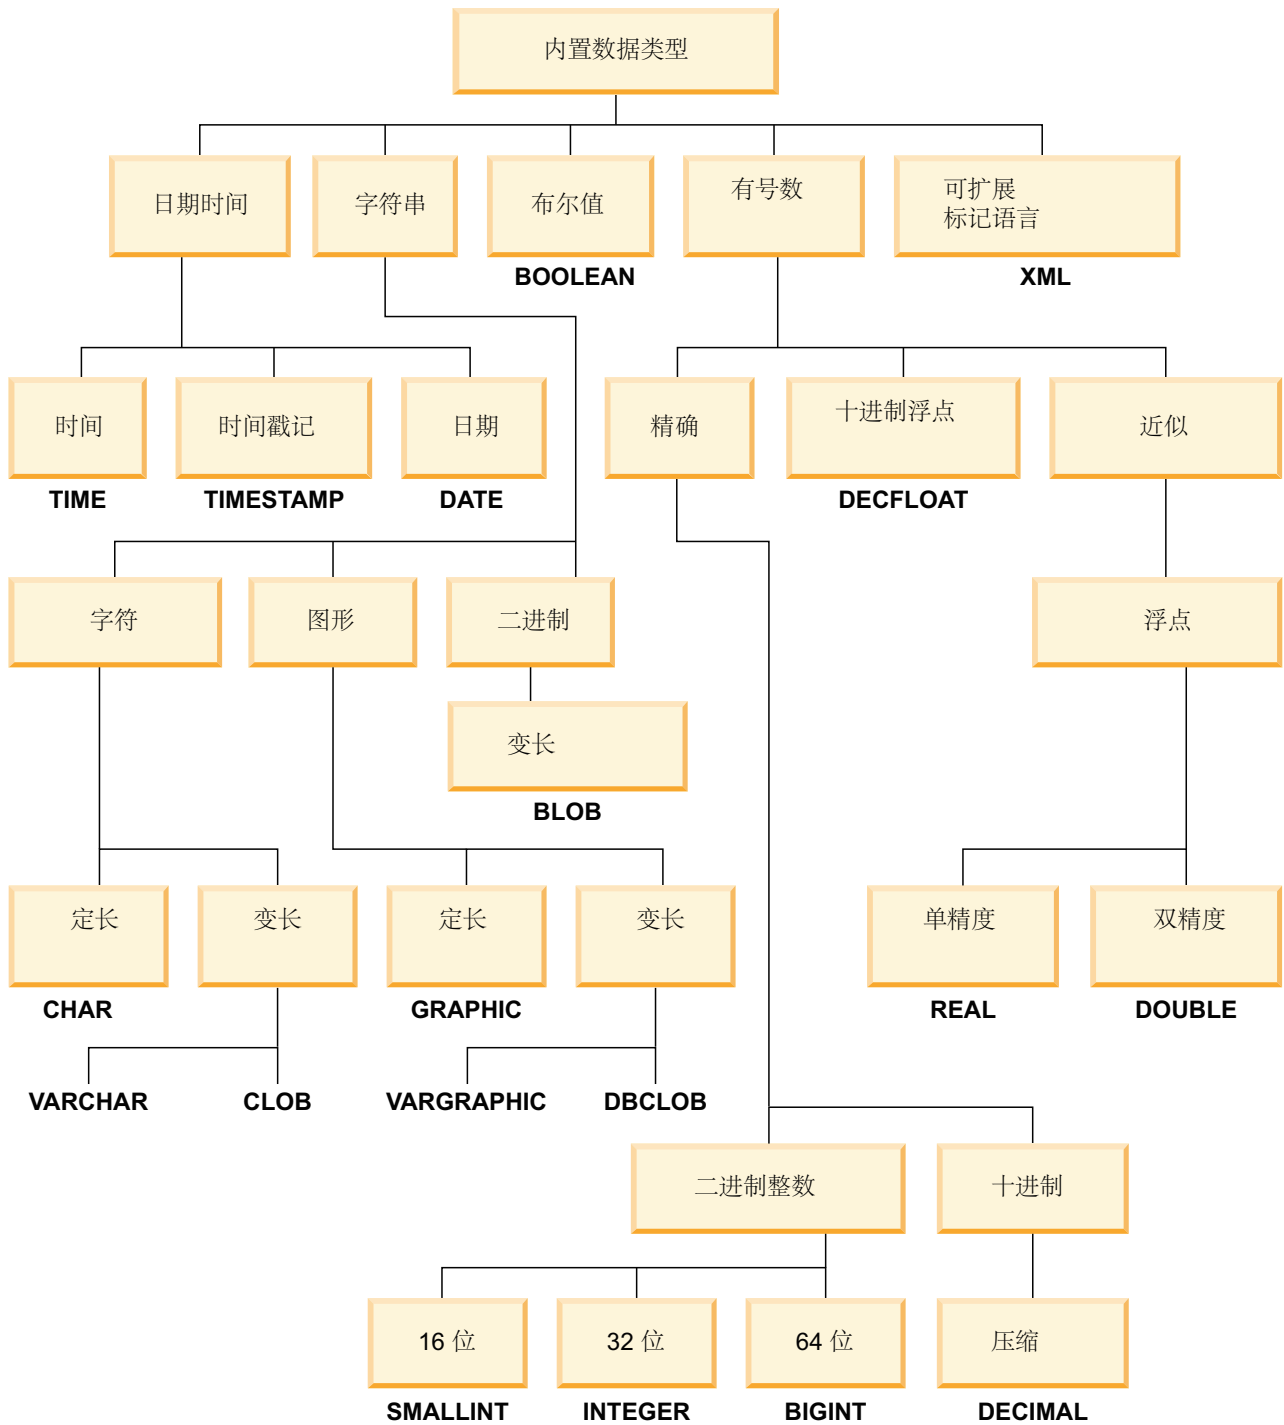 内置数据类型
日期时间
字符串
布尔值
有号数
可扩展
标记语言
BOOLEAN
XML
时间
时间戳记
日期
精确
十进制浮点
近似
TIME
TIMESTAMP
DATE
DECFLOAT
字符
图形
二进制
浮点
变长
BLOB
定长
变长
定长
变长
单精度
双精度
CHAR
GRAPHIC
REAL
DOUBLE
VARCHAR
CLOB
VARGRAPHIC
DBCLOB
二进制整数
十进制
16 位
32 位
64 位
压缩
SMALLINT
INTEGER
BIGINT
DECIMAL